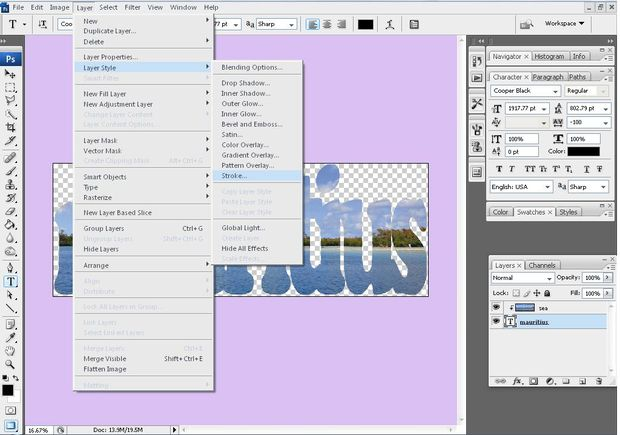 File Edit Image Layer Select Filter View Window Help
T Sharp Workspace
New
Duplicate Layer...
Delete
Layer Properties...
Layer Style
Smart Filter
New Fill Layer
New Adjustment Layer
Change Layer Content
Layer Content Options...
Layer Mask
Vector Mask
Create Clipping Mask Alt+Ctrl+G
Smart Objects
Type
Rasterize
New Layer Based Slice
Group Layers Ctrl+G
Ungroup Layers Shift+Ctrl+G
Hide Layers
Arrange
Align
Distribute
Lock All Layers in Group...
Link Layers
Select Linked Layers
Merge Layers Ctrl+E
Merge Visible Shift+Ctrl+E
Flatten Image
Matting
Blending Options...
Drop Shadow...
Inner Shadow...
Outer Glow...
Inner Glow...
Bevel and Emboss...
Satin...
Color Overlay...
Gradient Overlay...
Pattern Overlay...
Stroke...
Copy Layer Style
Paste Layer Style
Clear Layer Style
Global Light...
Create Layer
Hide All Effects
Scale Effects...
Ps
Navigator Histogram Info
Character Paragraph Paths
Cooper Black Regular
1917.77 pt 802.79 pt
-100
100% 100%
0 pt Color:
English: USA Sharp
Color Swatches Styles
Layers Channels
Normal Opacity: 100%
Lock: Fill: 100%
sea
T mauritius
16.67% Doc: 13.9M/19.5M